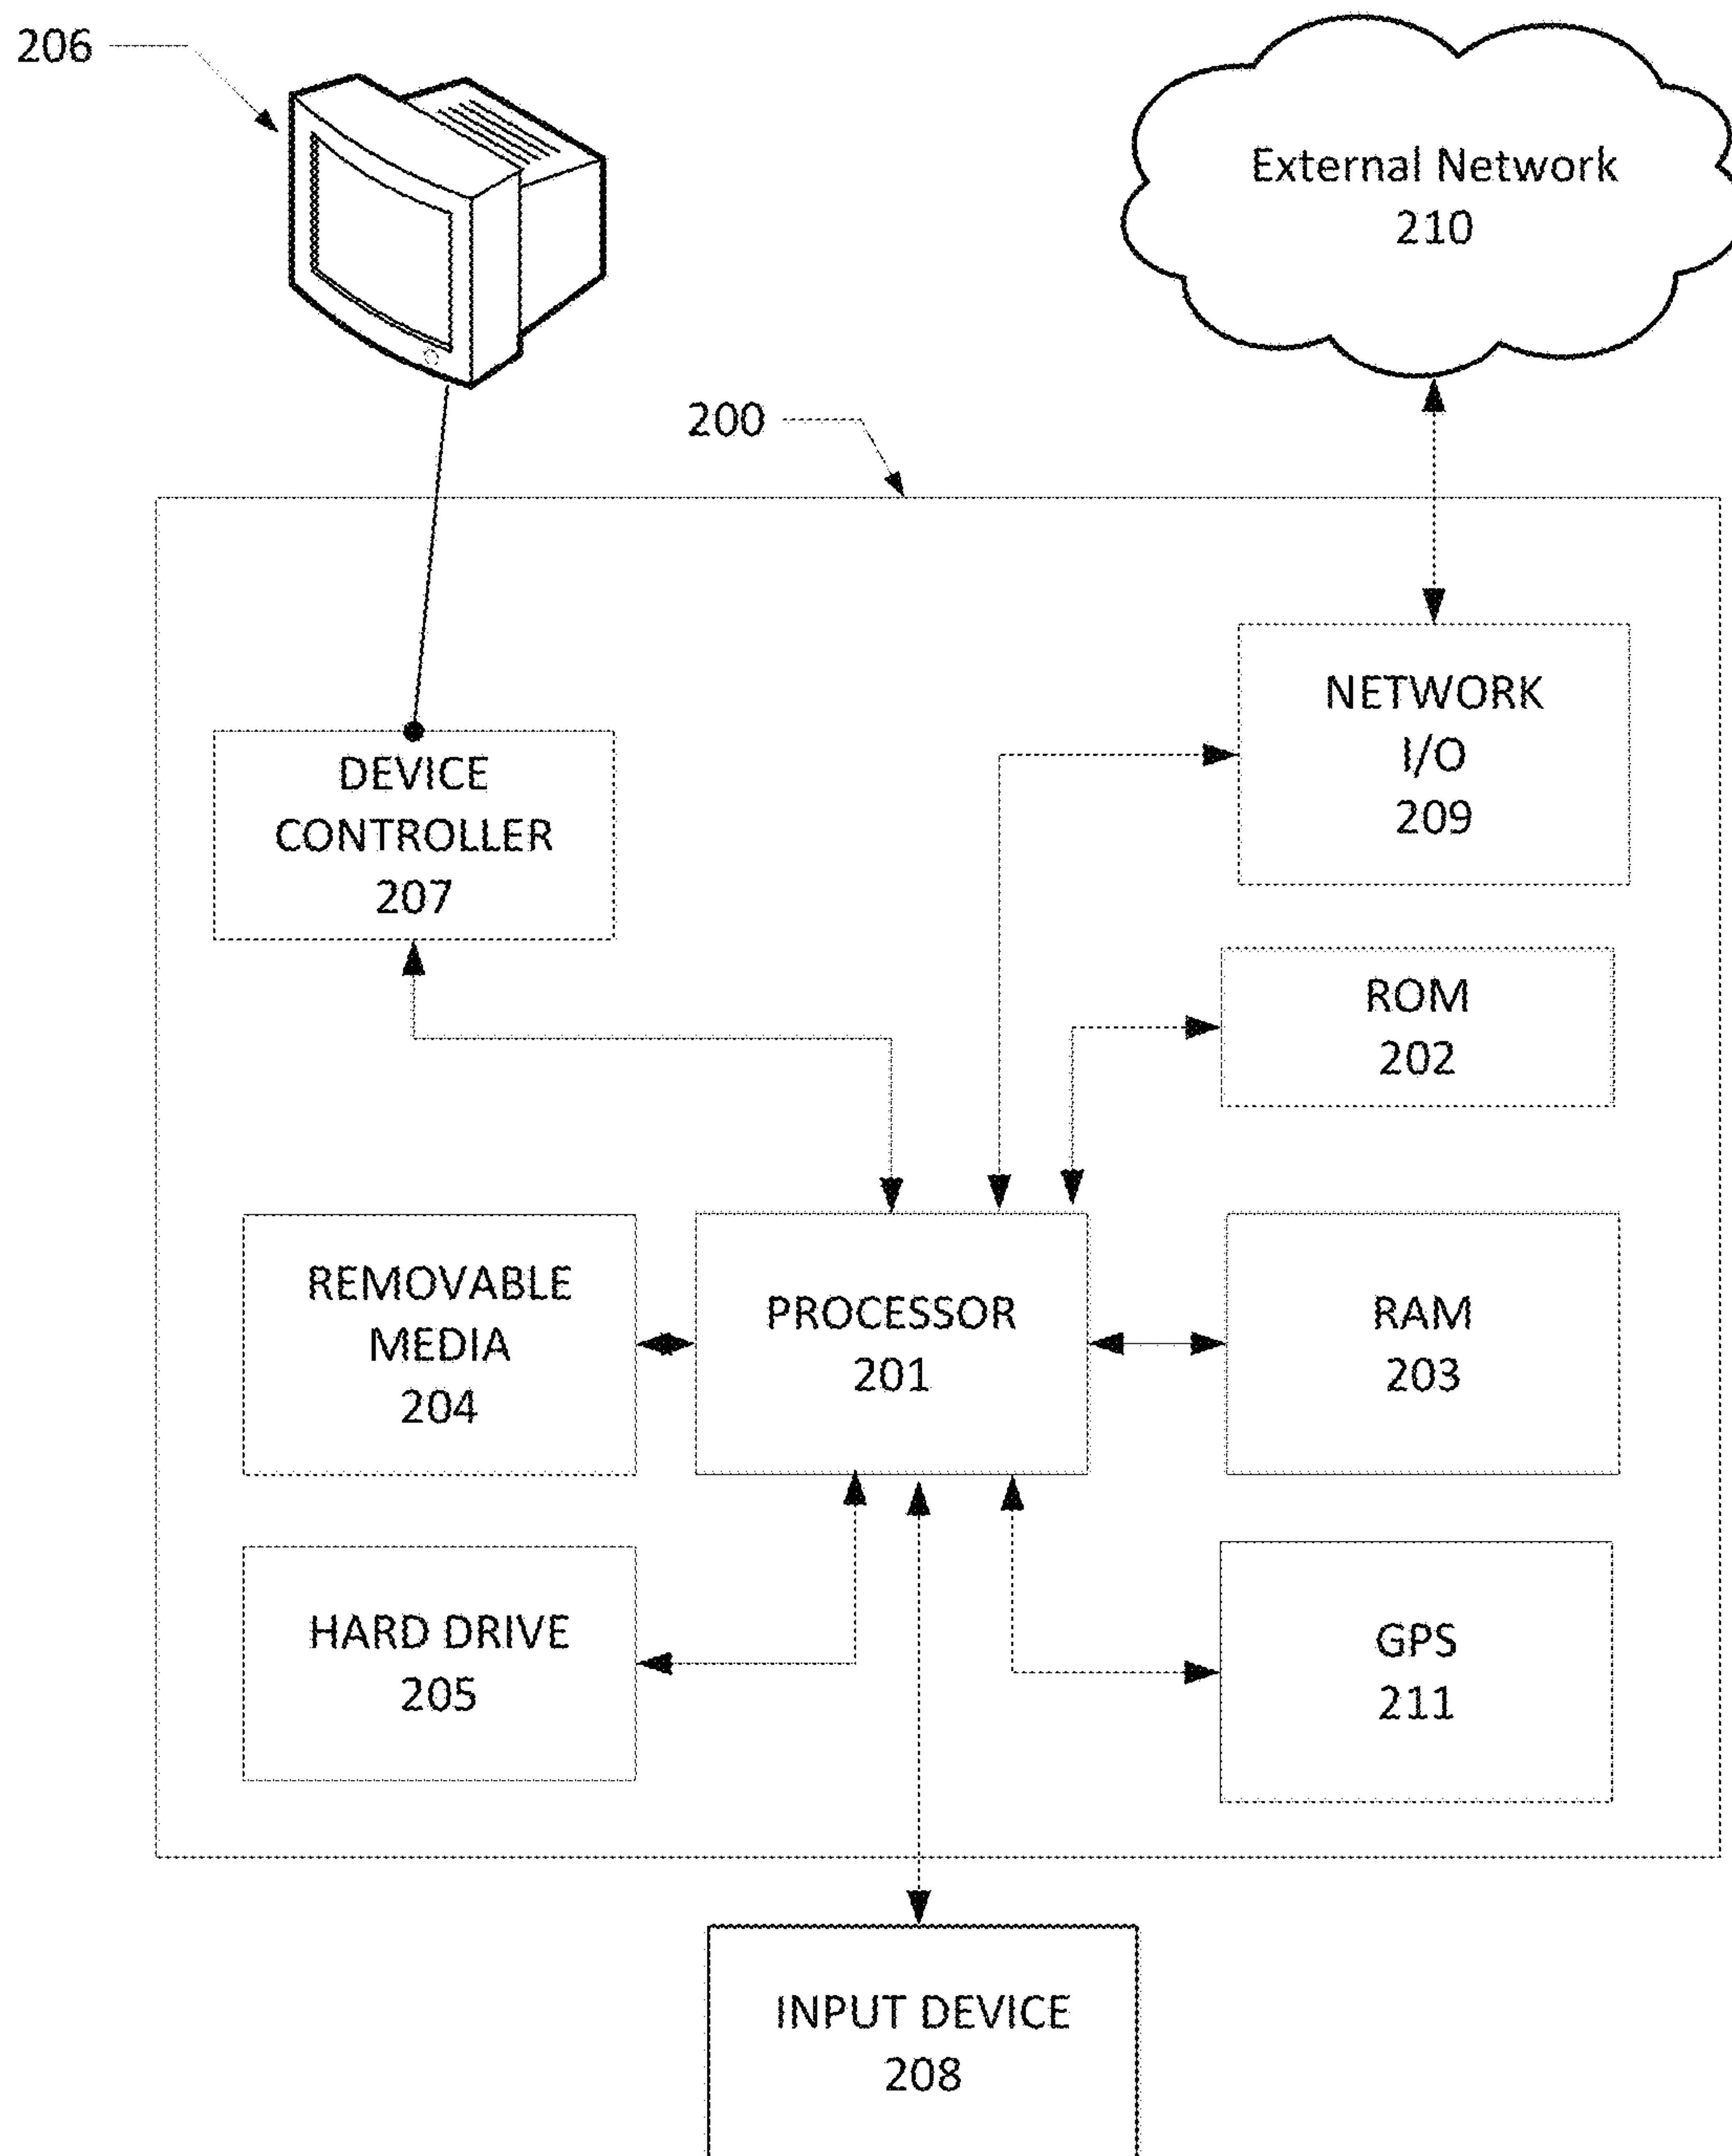 206
External Network
210
200
NETWORK
I/O
209
DEVICE
CONTROLLER
207
ROM
202
REMOVABLE
MEDIA
204
PROCESSOR
201
RAM
203
HARD DRIVE
205
GPS
211
INPUT DEVICE
208